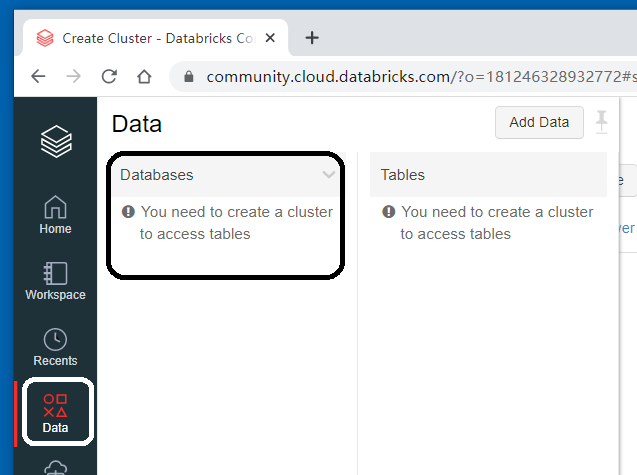 Create Cluster - Databricks Co
community.cloud.databricks.com/?o=181246328932772#s
Data
Add Data
Databases
Tables
You need to create a cluster
to access tables
You need to create a cluster
to access tables
Home
Workspace
Recents
Data
e
ver